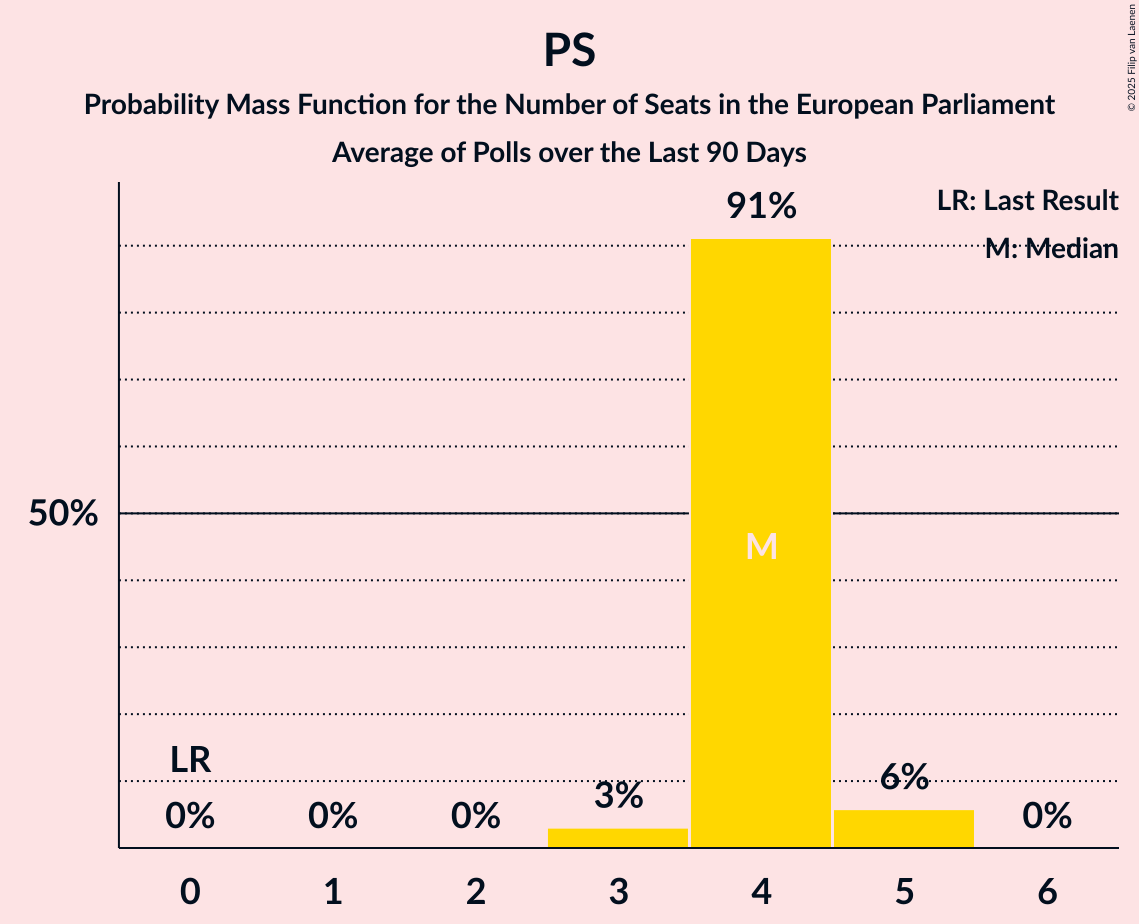 PS
Probability Mass Function for the Number of Seats in the European Parliament
Average of Polls over the Last 90 Days
© 2025 Filip van Laenen
LR: Last Result
M: Median
91%
50%
M
LR
0%
0%
0%
3%
6%
0%
0
1
2
3
4
5
6